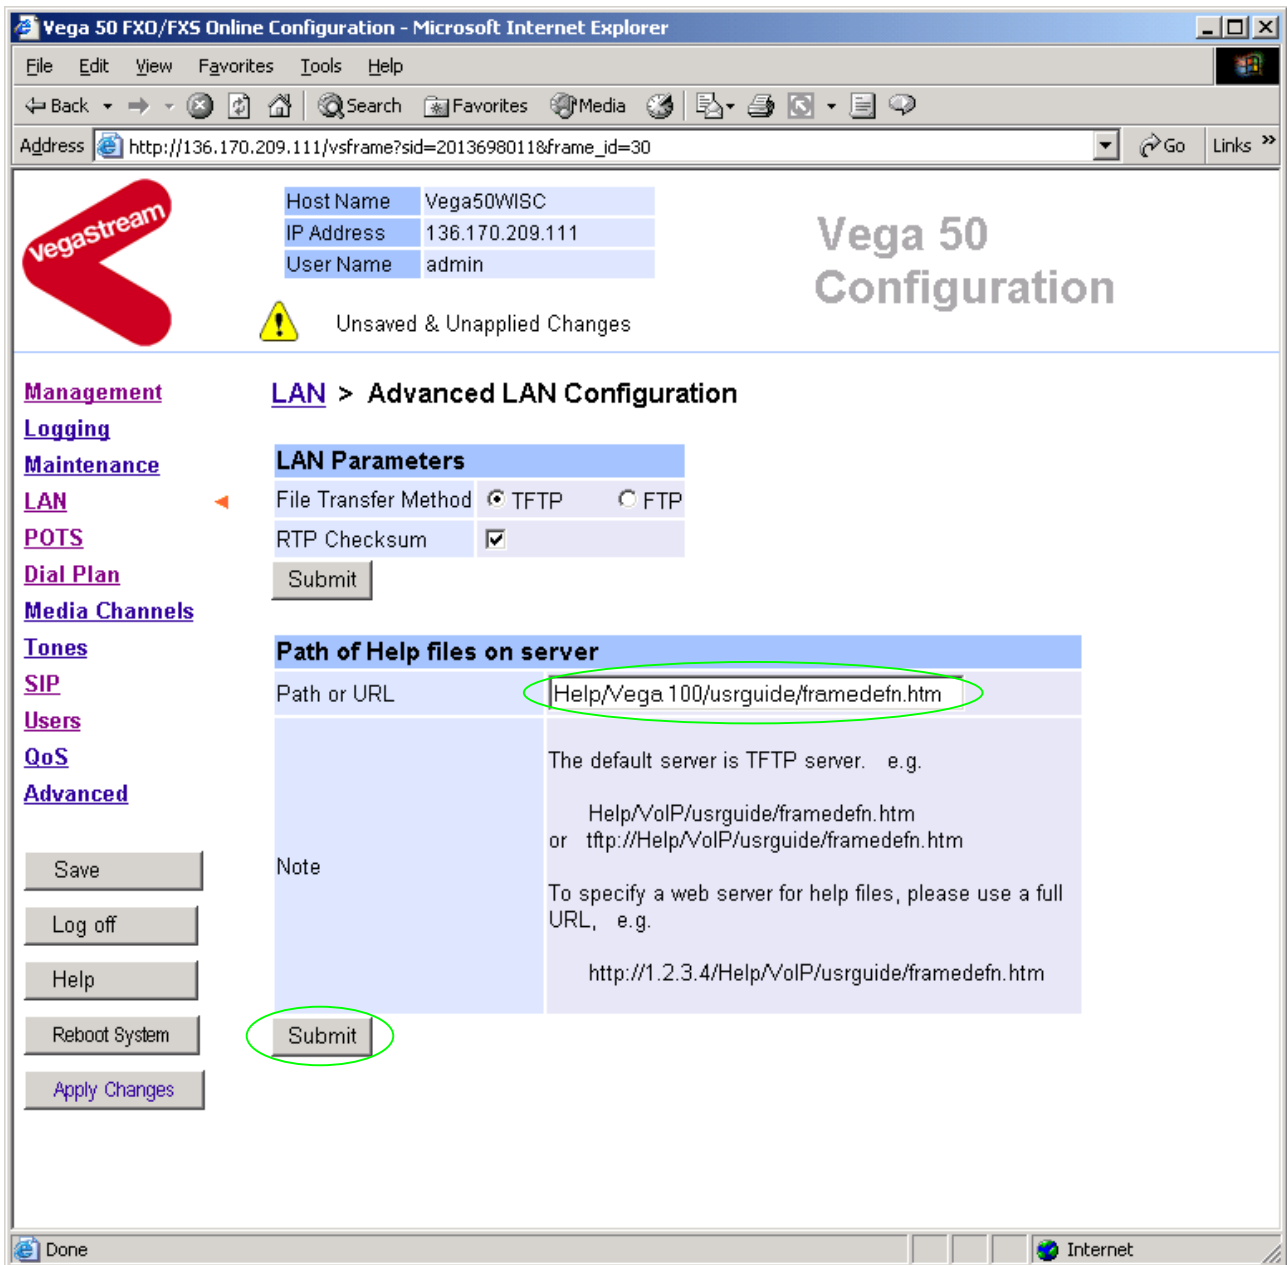 Vega 50 FXO/FXS Online Configuration - Microsoft Internet Explorer
File Edit View Favorites Tools Help
Back Search Favorites Media
Address http://136.170.209.111/vsframe?sid=2013698011&frame_id=30 Go Links »
vegastream
Host Name Vega50WISC
IP Address 136.170.209.111
User Name admin
Vega 50
Configuration
Unsaved & Unapplied Changes
Management
Logging
Maintenance
LAN
POTS
Dial Plan
Media Channels
Tones
SIP
Users
QoS
Advanced
Save
Log off
Help
Reboot System
Apply Changes
LAN > Advanced LAN Configuration
LAN Parameters
File Transfer Method TFTP FTP
RTP Checksum
Submit
Path of Help files on server
Path or URL Help/Vega100/usrguide/framedefn.htm
Note
The default server is TFTP server. e.g.
Help/VoIP/usrguide/framedefn.htm
or tftp://Help/VoIP/usrguide/framedefn.htm
To specify a web server for help files, please use a full
URL, e.g.
http://1.2.3.4/Help/VoIP/usrguide/framedefn.htm
Submit
Done Internet